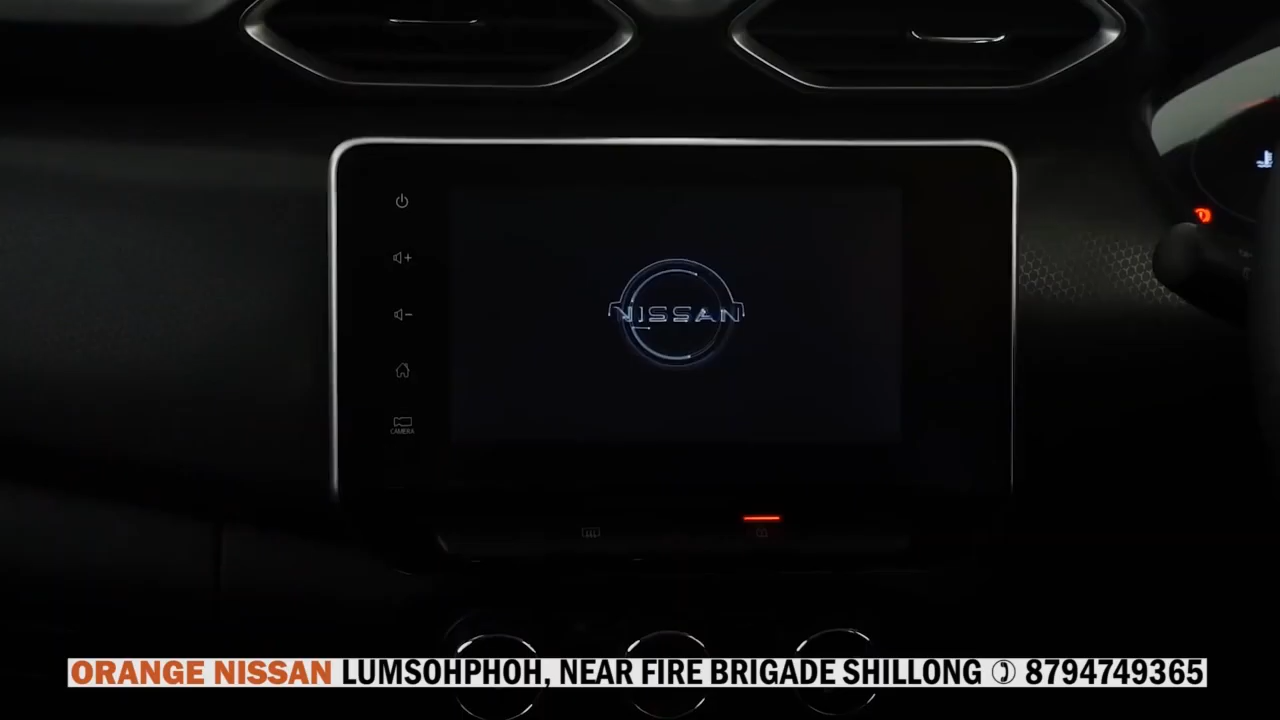 NISSAN
CAMERA
ORANGE NISSAN LUMSOHPHOH, NEAR FIRE BRIGADE SHILLONG ✆ 8794749365